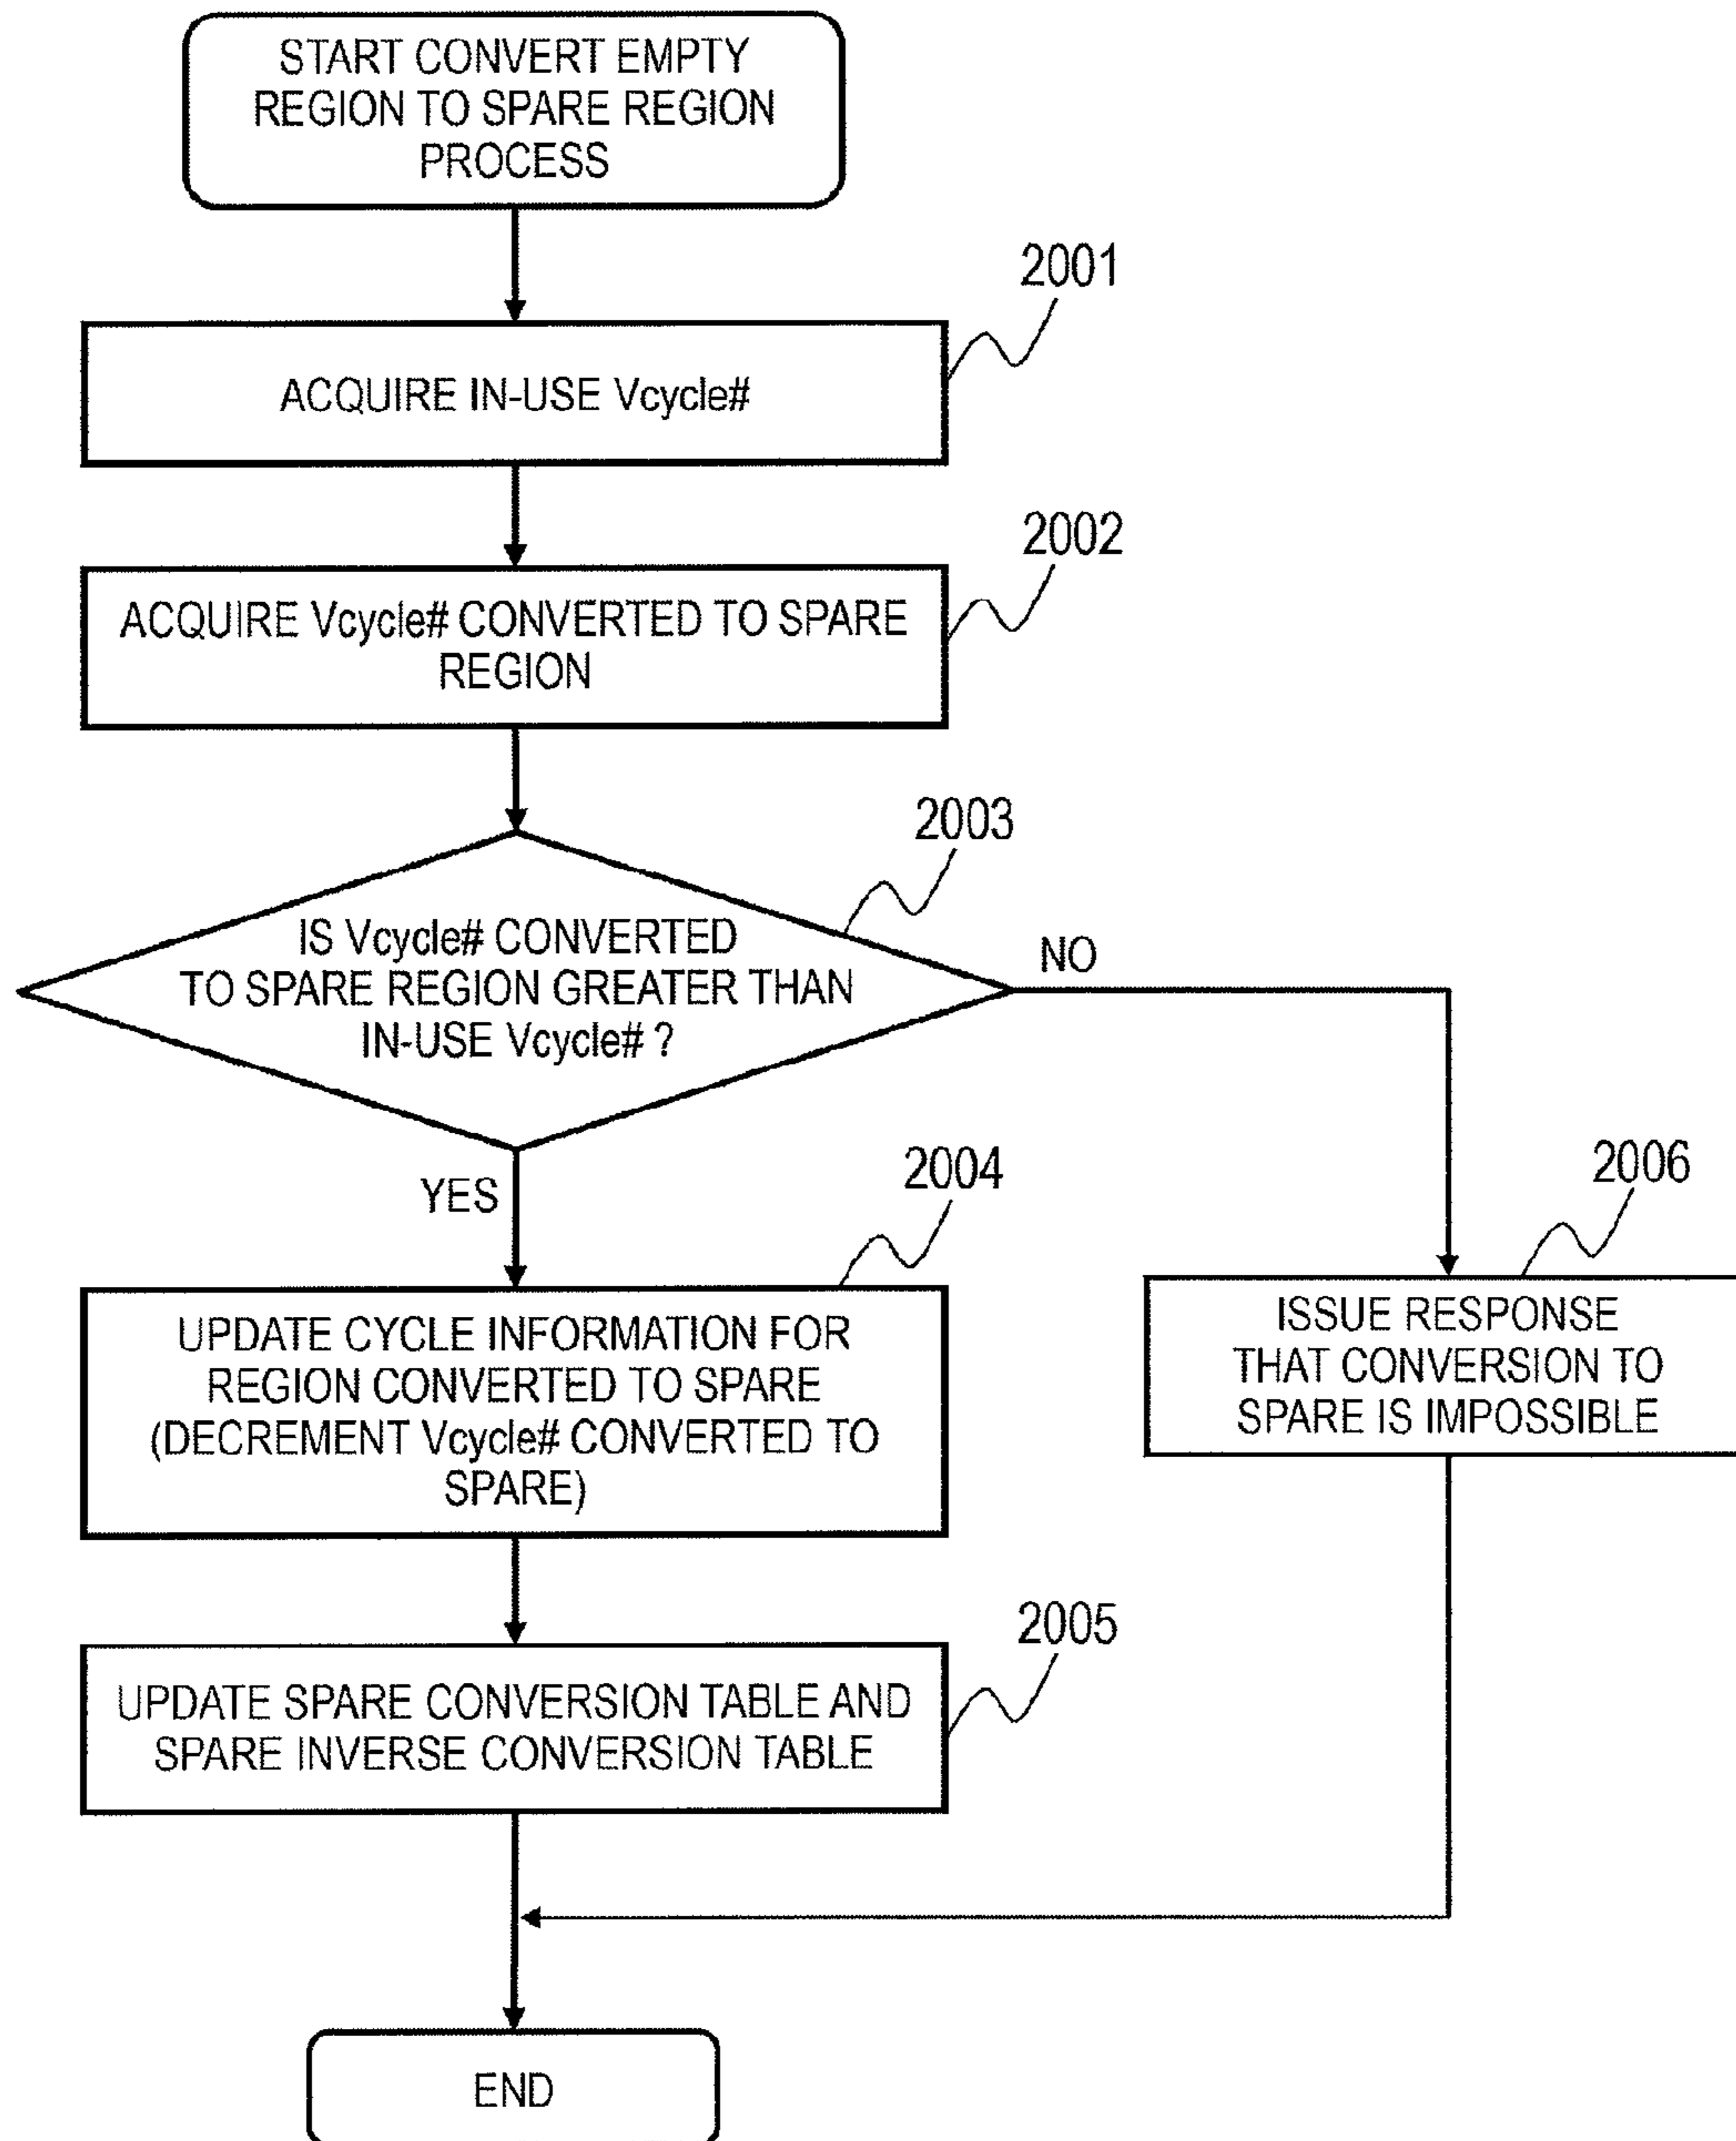 START CONVERT EMPTY
REGION TO SPARE REGION
PROCESS
2001
ACQUIRE IN-USE Vcycle#
2002
ACQUIRE Vcycle# CONVERTED TO SPARE
REGION
2003
IS Vcycle# CONVERTED
TO SPARE REGION GREATER THAN
IN-USE Vcycle# ?
NO
YES
2004
UPDATE CYCLE INFORMATION FOR
REGION CONVERTED TO SPARE
(DECREMENT Vcycle# CONVERTED TO
SPARE)
2006
ISSUE RESPONSE
THAT CONVERSION TO
SPARE IS IMPOSSIBLE
2005
UPDATE SPARE CONVERSION TABLE AND
SPARE INVERSE CONVERSION TABLE
END